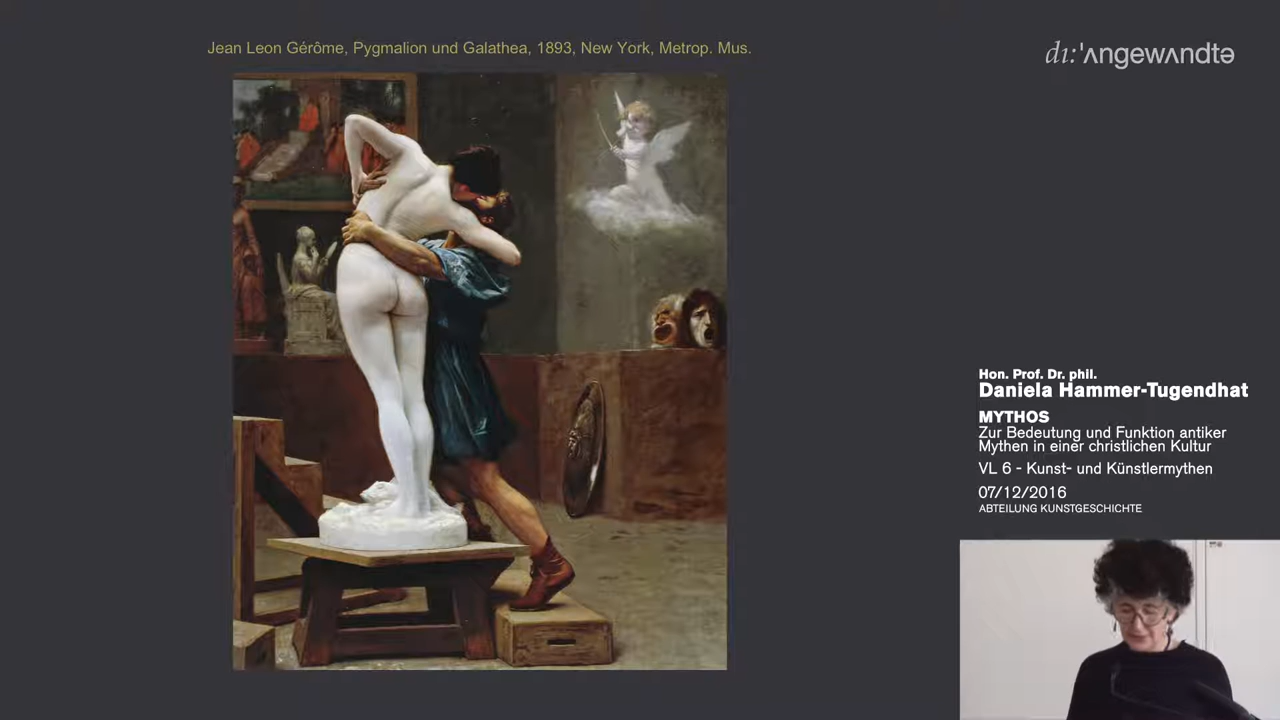 Jean Leon Gérôme, Pygmalion und Galathea, 1893, New York, Metrop. Mus.
dı:ˈʌngewʌndtə
Hon. Prof. Dr. phil.
Daniela Hammer-Tugendhat
MYTHOS
Zur Bedeutung und Funktion antiker
Mythen in einer christlichen Kultur
VL 6 - Kunst- und Künstlermythen
07/12/2016
ABTEILUNG KUNSTGESCHICHTE